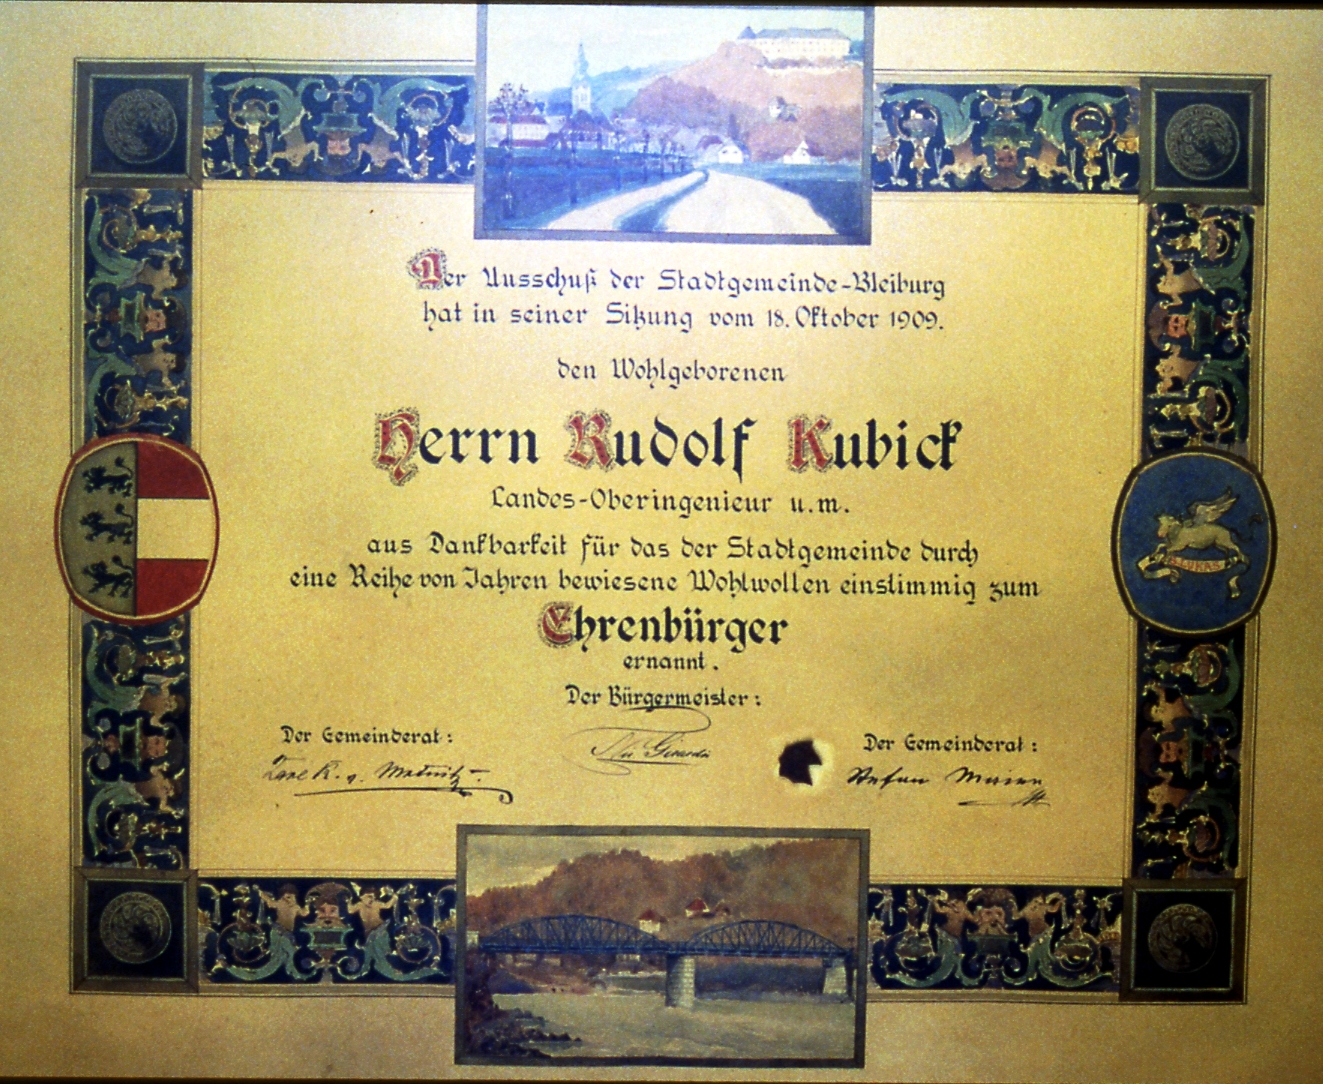 Der Ausschuß der Stadtgemeinde-Bleiburg
hat in seiner Sitzung vom 18. Oktober 1909.
den Wohlgeborenen
Herrn Rudolf Kubick
Landes-Oberingenieur u.m.
aus Dankbarkeit für das der Stadtgemeinde durch
eine Reihe von Jahren bewiesene Wohlwollen einstimmig zum
Ehrenbürger
ernannt.
Der Bürgermeister:
Der Gemeinderat:
Der Gemeinderat:
S. LUKAS